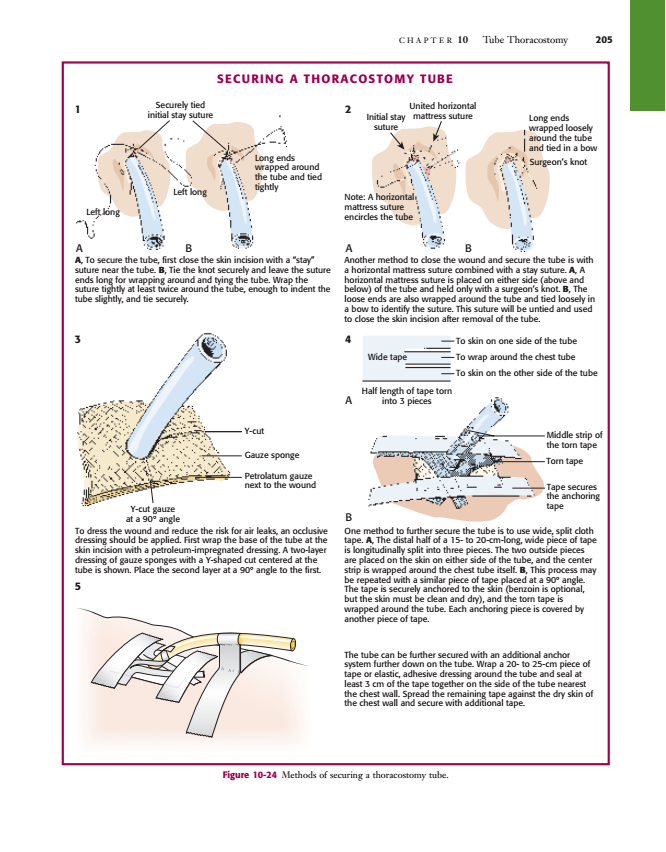 CHAPTER 10 Tube Thoracostomy 205
SECURING A THORACOSTOMY TUBE
1
Securely tied
initial stay suture
Left long
Left long
Long ends
wrapped around
the tube and tied
tightly
A
B
A, To secure the tube, first close the skin incision with a “stay”
suture near the tube. B, Tie the knot securely and leave the suture
ends long for wrapping around and tying the tube. Wrap the
suture tightly at least twice around the tube, enough to indent the
tube slightly, and tie securely.
2
Initial stay
suture
United horizontal
mattress suture
Long ends
wrapped loosely
around the tube
and tied in a bow
Surgeon’s knot
Note: A horizontal
mattress suture
encircles the tube
A
B
Another method to close the wound and secure the tube is with
a horizontal mattress suture combined with a stay suture. A, A
horizontal mattress suture is placed on either side (above and
below) of the tube and held only with a surgeon’s knot. B, The
loose ends are also wrapped around the tube and tied loosely in
a bow to identify the suture. This suture will be untied and used
to close the skin incision after removal of the tube.
3
Y-cut
Gauze sponge
Petrolatum gauze
next to the wound
Y-cut gauze
at a 90° angle
To dress the wound and reduce the risk for air leaks, an occlusive
dressing should be applied. First wrap the base of the tube at the
skin incision with a petroleum-impregnated dressing. A two-layer
dressing of gauze sponges with a Y-shaped cut centered at the
tube is shown. Place the second layer at a 90° angle to the first.
4
Wide tape
To skin on one side of the tube
To wrap around the chest tube
To skin on the other side of the tube
Half length of tape torn
into 3 pieces
A
Middle strip of
the torn tape
Torn tape
Tape secures
the anchoring
tape
B
One method to further secure the tube is to use wide, split cloth
tape. A, The distal half of a 15- to 20-cm-long, wide piece of tape
is longitudinally split into three pieces. The two outside pieces
are placed on the skin on either side of the tube, and the center
strip is wrapped around the chest tube itself. B, This process may
be repeated with a similar piece of tape placed at a 90° angle.
The tape is securely anchored to the skin (benzoin is optional,
but the skin must be clean and dry), and the torn tape is
wrapped around the tube. Each anchoring piece is covered by
another piece of tape.
5
The tube can be further secured with an additional anchor
system further down on the tube. Wrap a 20- to 25-cm piece of
tape or elastic, adhesive dressing around the tube and seal at
least 3 cm of the tape together on the side of the tube nearest
the chest wall. Spread the remaining tape against the dry skin of
the chest wall and secure with additional tape.
Figure 10-24 Methods of securing a thoracostomy tube.